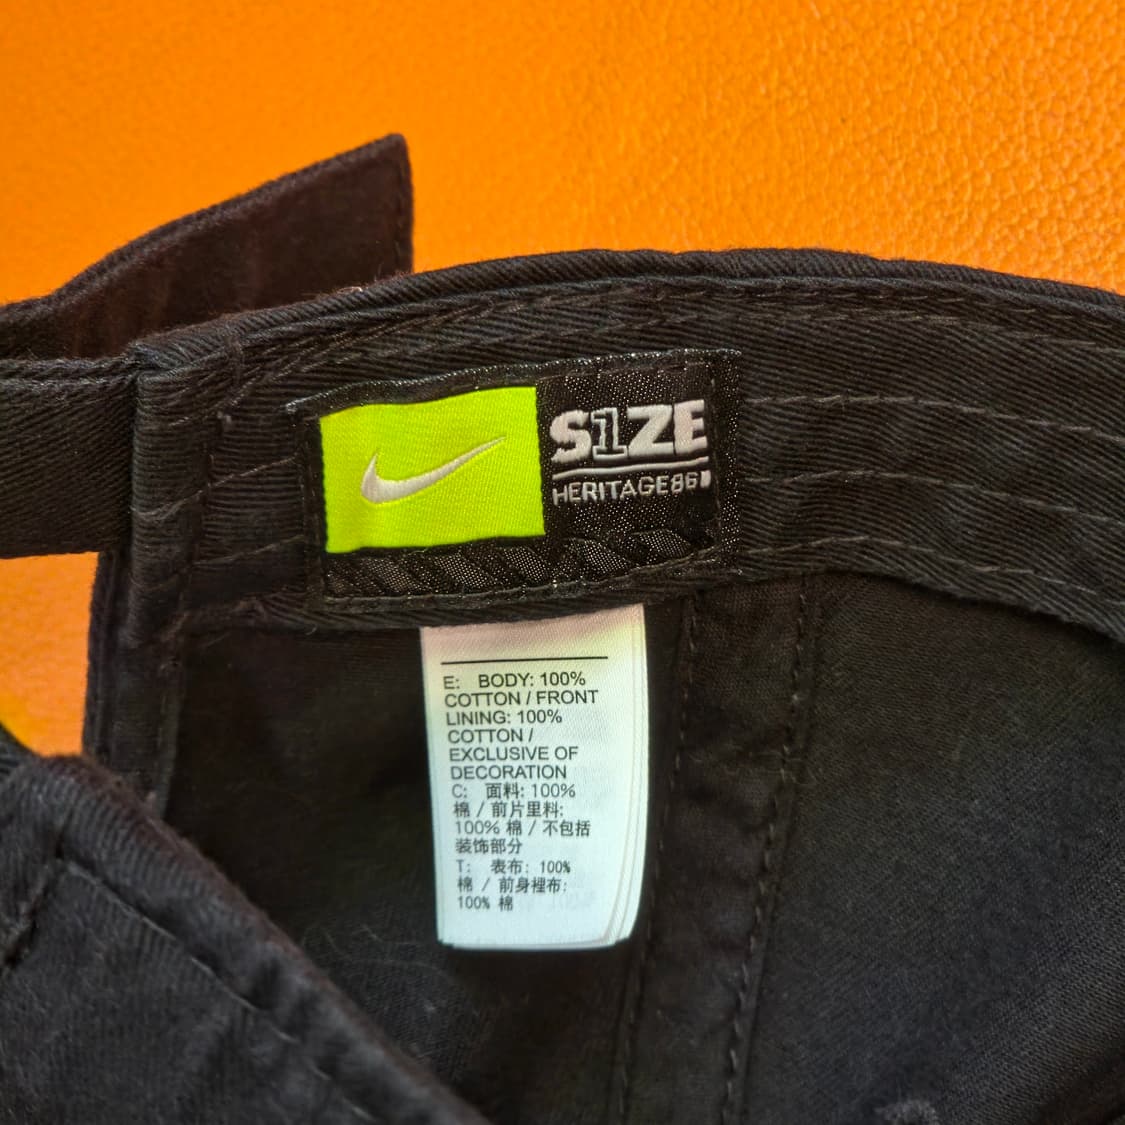 S1ZE
HERITAGE86
E: BODY: 100%
COTTON / FRONT
LINING: 100%
COTTON /
EXCLUSIVE OF
DECORATION
C: 面料: 100%
棉 / 前片里料:
100% 棉 / 不包括
装饰部分
T: 表布: 100%
棉 / 前身裡布:
100% 棉